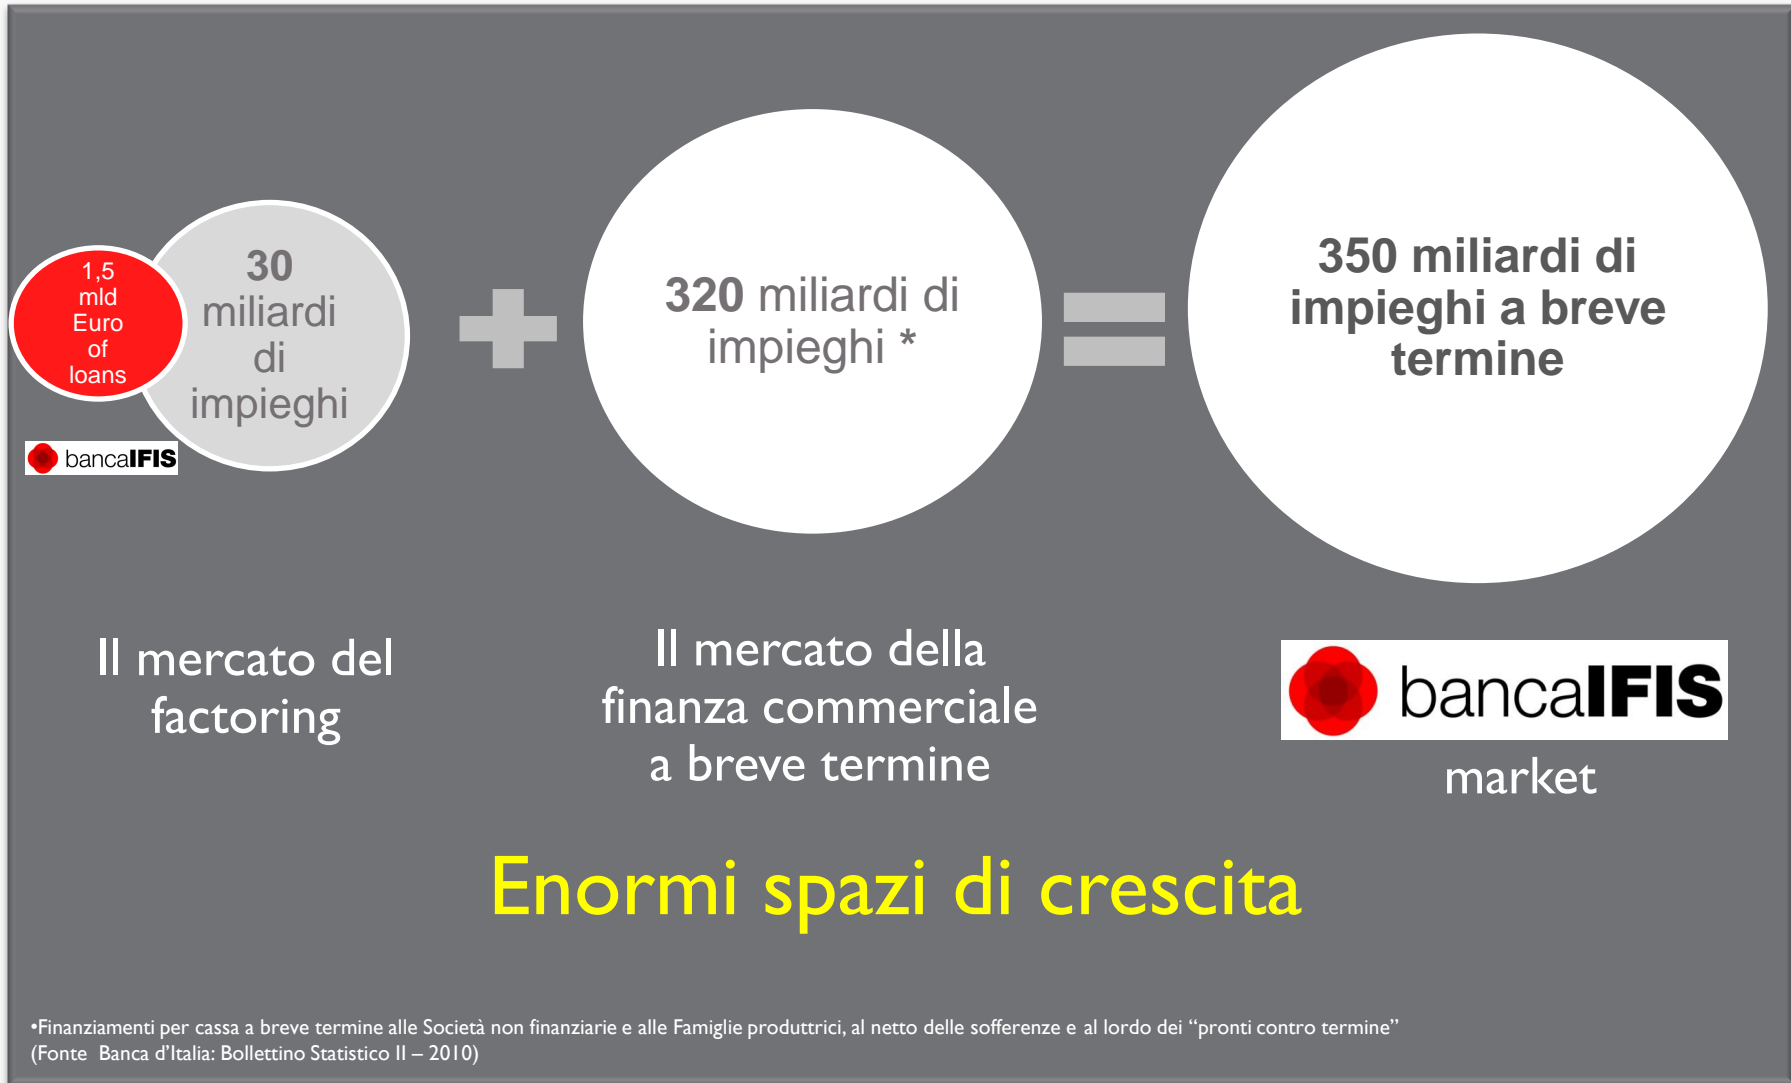 1,5
mld
Euro
of
loans
30
miliardi
di
impieghi
bancaIFIS
320 miliardi di
impieghi *
350 miliardi di
impieghi a breve
termine
Il mercato del
factoring
Il mercato della
finanza commerciale
a breve termine
bancaIFIS
market
Enormi spazi di crescita
•Finanziamenti per cassa a breve termine alle Società non finanziarie e alle Famiglie produttrici, al netto delle sofferenze e al lordo dei “pronti contro termine”
(Fonte Banca d’Italia: Bollettino Statistico II – 2010)